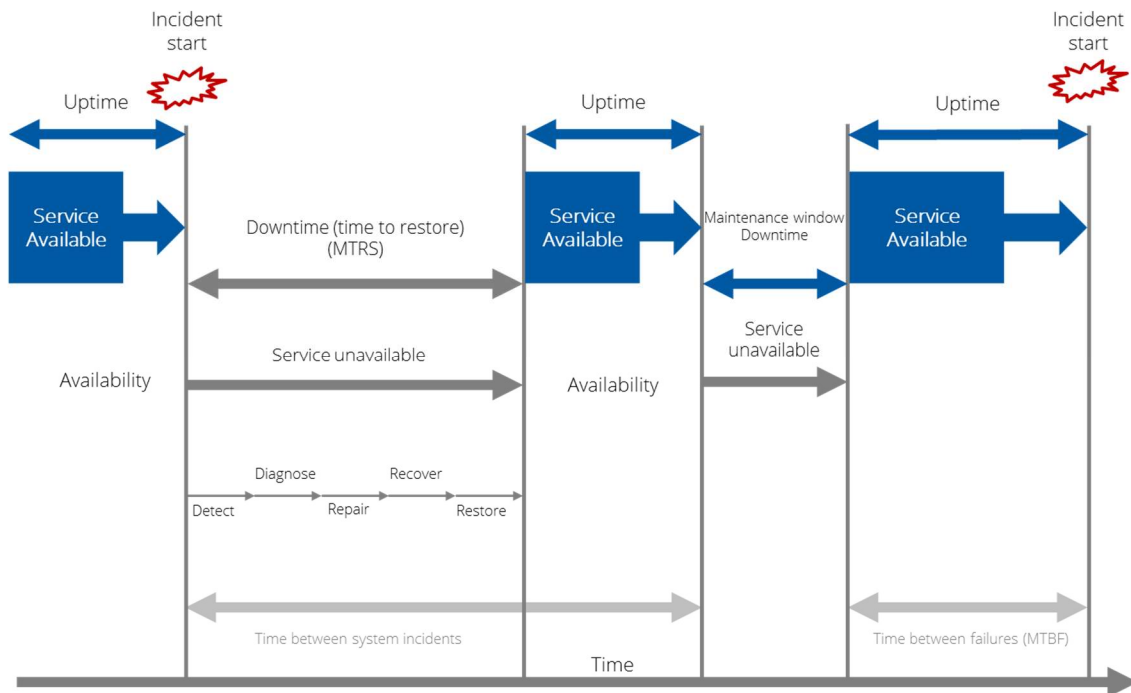 Incident
start
Incident
start
Uptime
Uptime
Uptime
Service
Available
Downtime (time to restore)
(MTRS)
Service
Available
Maintenance window
Downtime
Service
Available
Service unavailable
Service
unavailable
Availability
Availability
Diagnose
Recover
Detect
Repair
Restore
Time between system incidents
Time between failures (MTBF)
Time